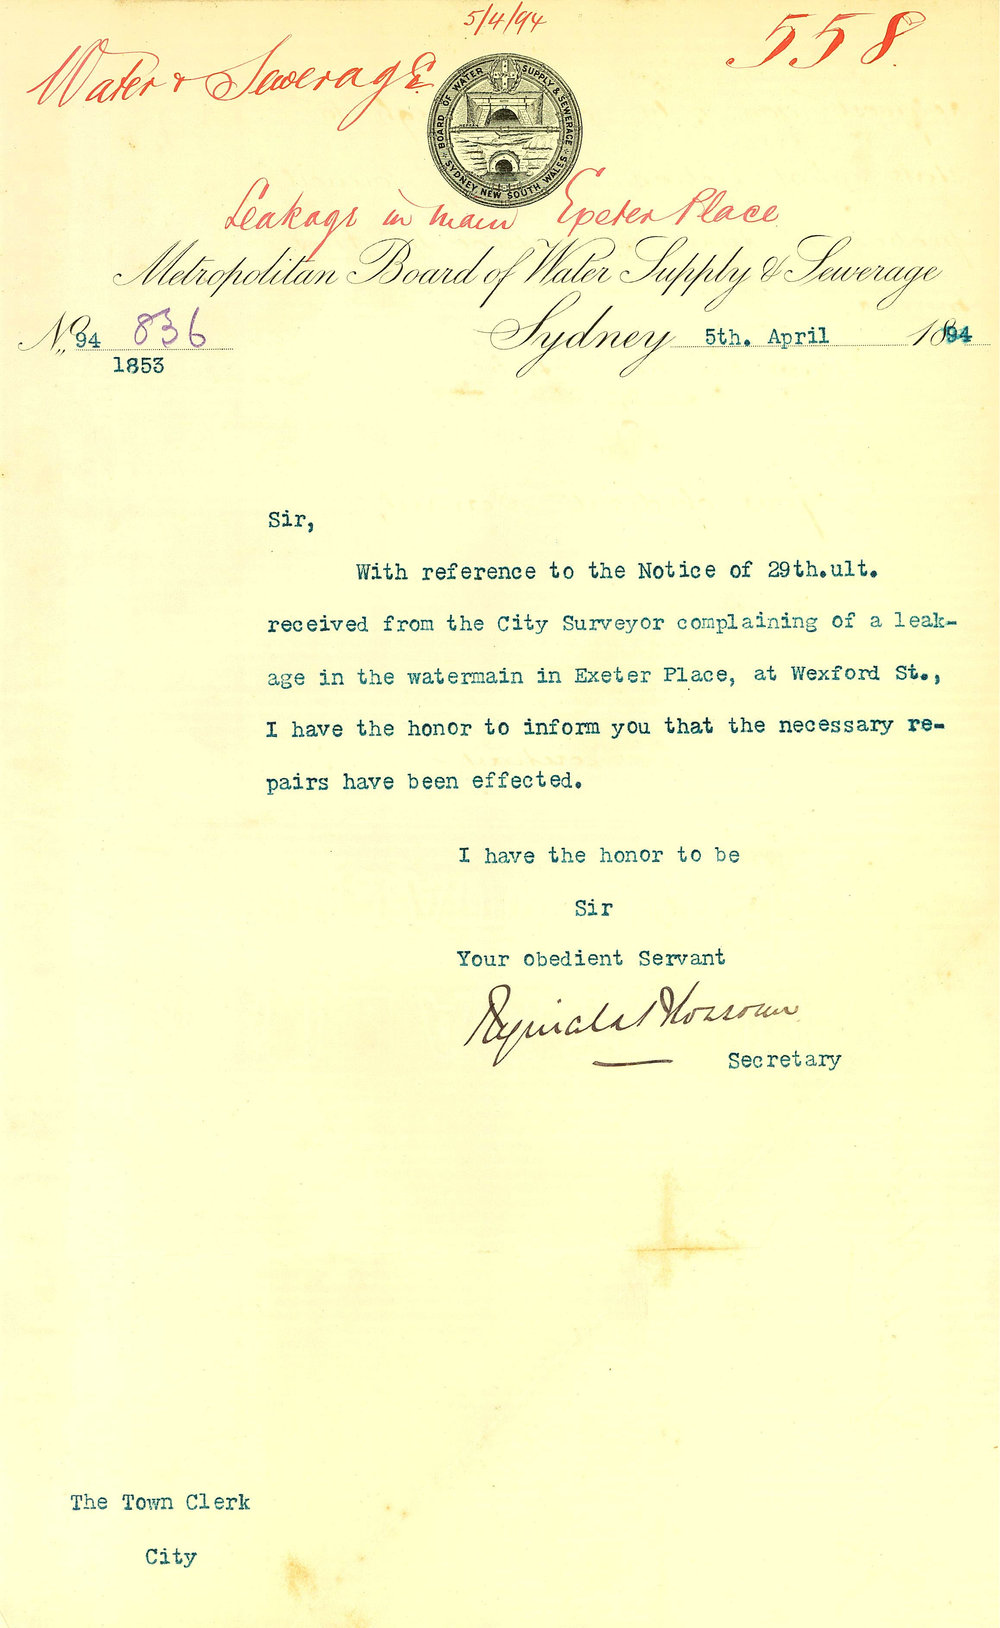 5/4/94
558.
Water & Sewerage
BOARD OF WATER SUPPLY & SEWERAGE
SYDNEY NEW SOUTH WALES
Leakage in main Exeter Place
Metropolitan Board of Water Supply & Sewerage
No. 94 836
1853
Sydney 5th. April 1894
Sir,
With reference to the Notice of 29th.ult.
received from the City Surveyor complaining of a leak-
age in the watermain in Exeter Place, at Wexford St.,
I have the honor to inform you that the necessary re-
pairs have been effected.
I have the honor to be
Sir
Your obedient Servant
Secretary
The Town Clerk
City